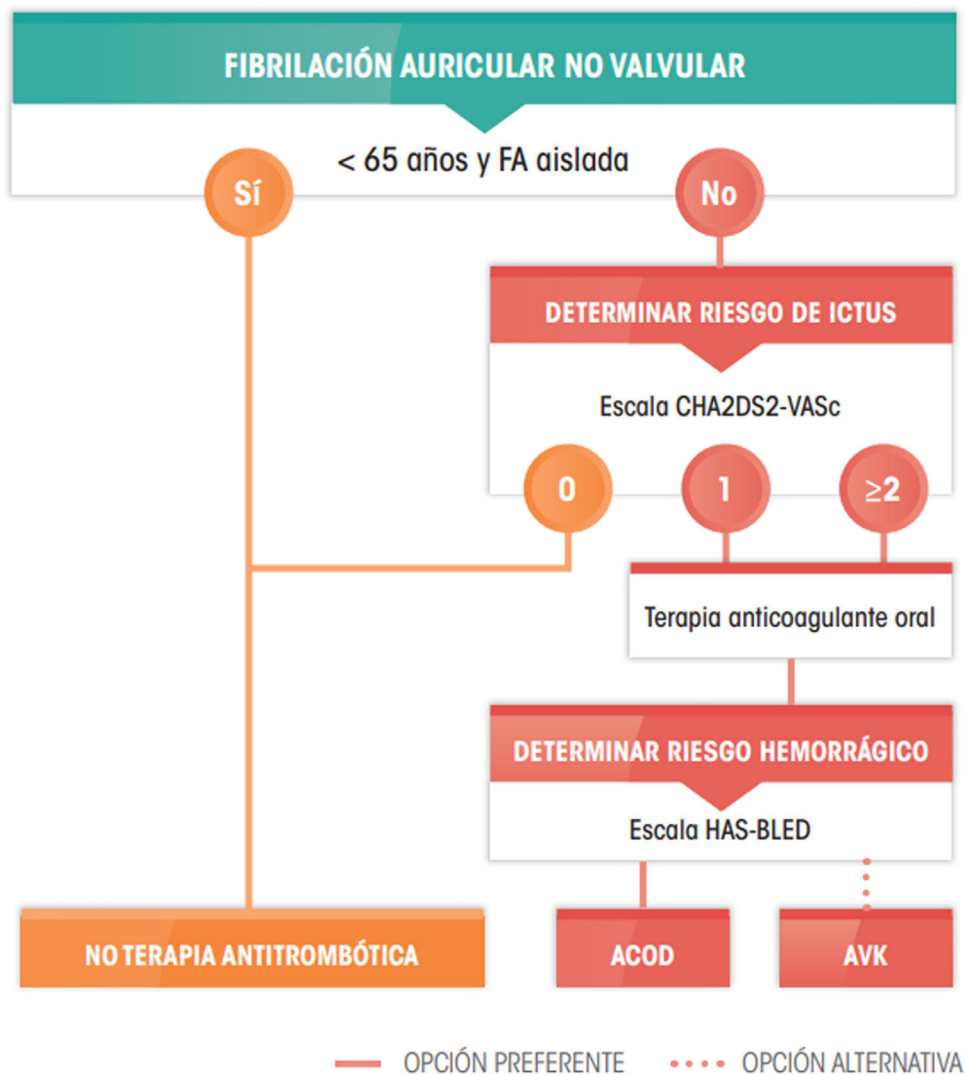 FIBRILACIÓN AURICULAR NO VALVULAR
< 65 años y FA aislada
Sí
No
DETERMINAR RIESGO DE ICTUS
Escala CHA2DS2-VASc
0
1
≥2
Terapia anticoagulante oral
DETERMINAR RIESGO HEMORRÁGICO
Escala HAS-BLED
NO TERAPIA ANTITROMBÓTICA
ACOD
AVK
OPCIÓN PREFERENTE
OPCIÓN ALTERNATIVA